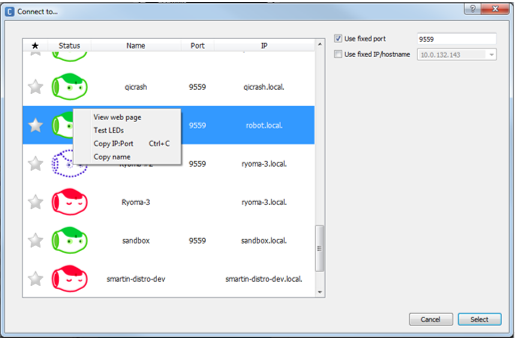 Connect to...
★ Status Name Port IP
qicrash 9559 qicrash.local.
9559 robot.local.
View web page
Test LEDs
Copy IP:Port Ctrl+C
Copy name
9559 ryoma.local.
Ryoma-3 ryoma-3.local.
sandbox 9559 sandbox.local.
smartin-distro-dev smartin-distro-dev.local.
Use fixed port 9559
Use fixed IP/hostname 10.0.132.143
Cancel Select